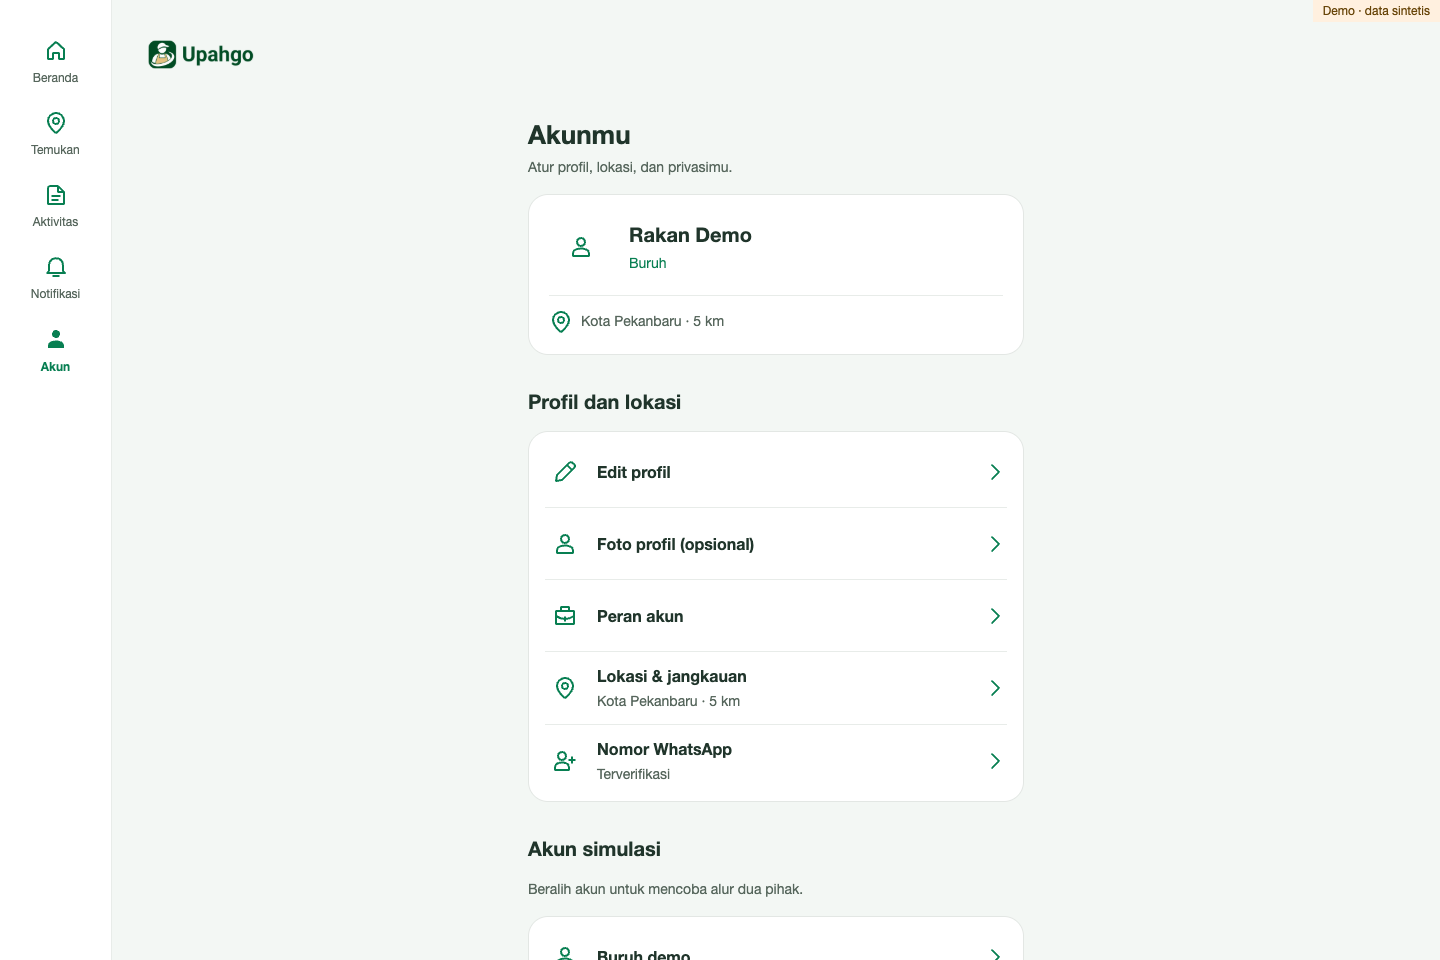 Demo · data sintetis
Upahgo
Beranda
Temukan
Aktivitas
Notifikasi
Akun
Akunmu
Atur profil, lokasi, dan privasimu.
Rakan Demo
Buruh
Kota Pekanbaru · 5 km
Profil dan lokasi
Edit profil
Foto profil (opsional)
Peran akun
Lokasi & jangkauan
Kota Pekanbaru · 5 km
Nomor WhatsApp
Terverifikasi
Akun simulasi
Beralih akun untuk mencoba alur dua pihak.
Buruh demo